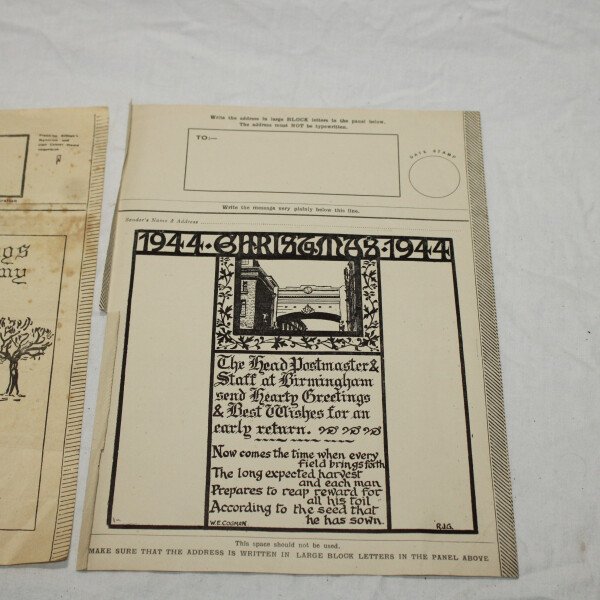 ngs
my
Write the address in large BLOCK letters in the panel below.
The address must NOT be typewritten.
TO:—
DATE STAMP
Write the message very plainly below this line.
Sender's Name & Address
1944·CHRISTMAS·1944
The Head Postmaster &
Staff at Birmingham
send Hearty Greetings
& Best Wishes for an
early return.
Now comes the time when every
field brings forth
The long expected harvest
and each man
Prepares to reap reward for
all his toil
According to the seed that
he has sown.
R.J.G.
This space should not be used.
MAKE SURE THAT THE ADDRESS IS WRITTEN IN LARGE BLOCK LETTERS IN THE PANEL ABOVE